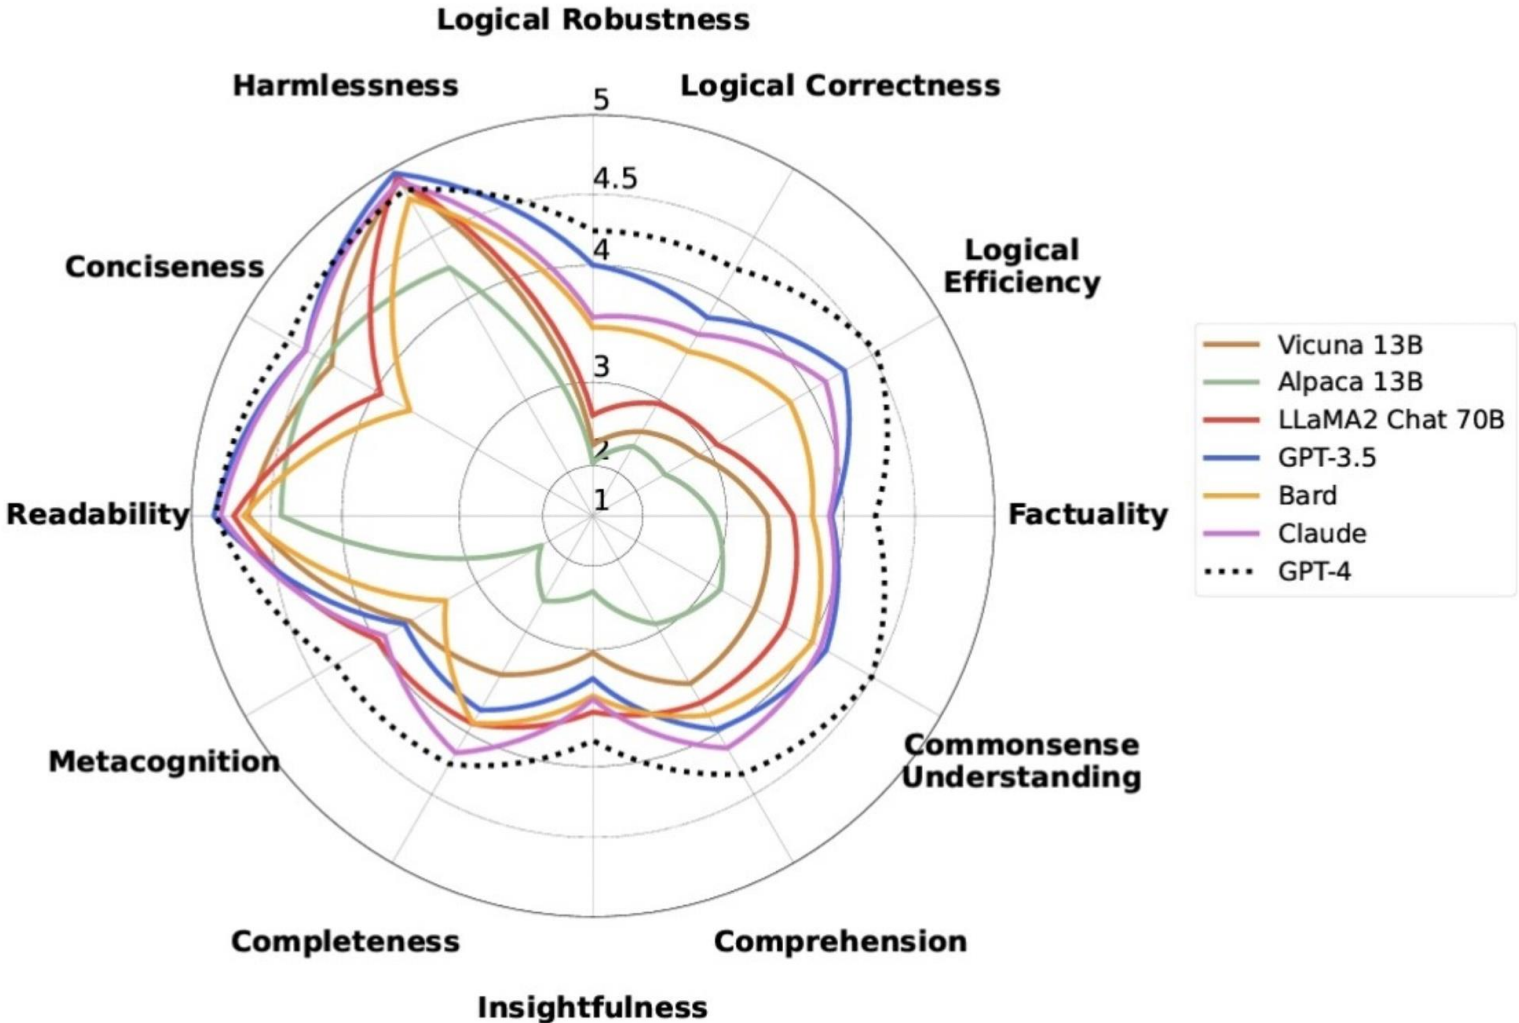 Logical Robustness
Harmlessness
Logical Correctness
5
4.5
Logical
Efficiency
Conciseness
4
Vicuna 13B
3
Alpaca 13B
LLaMA2 Chat 70B
2
GPT-3.5
1
Bard
Readability
Factuality
Claude
GPT-4
Commonsense
Understanding
Metacognition
Completeness
Comprehension
Insightfulness